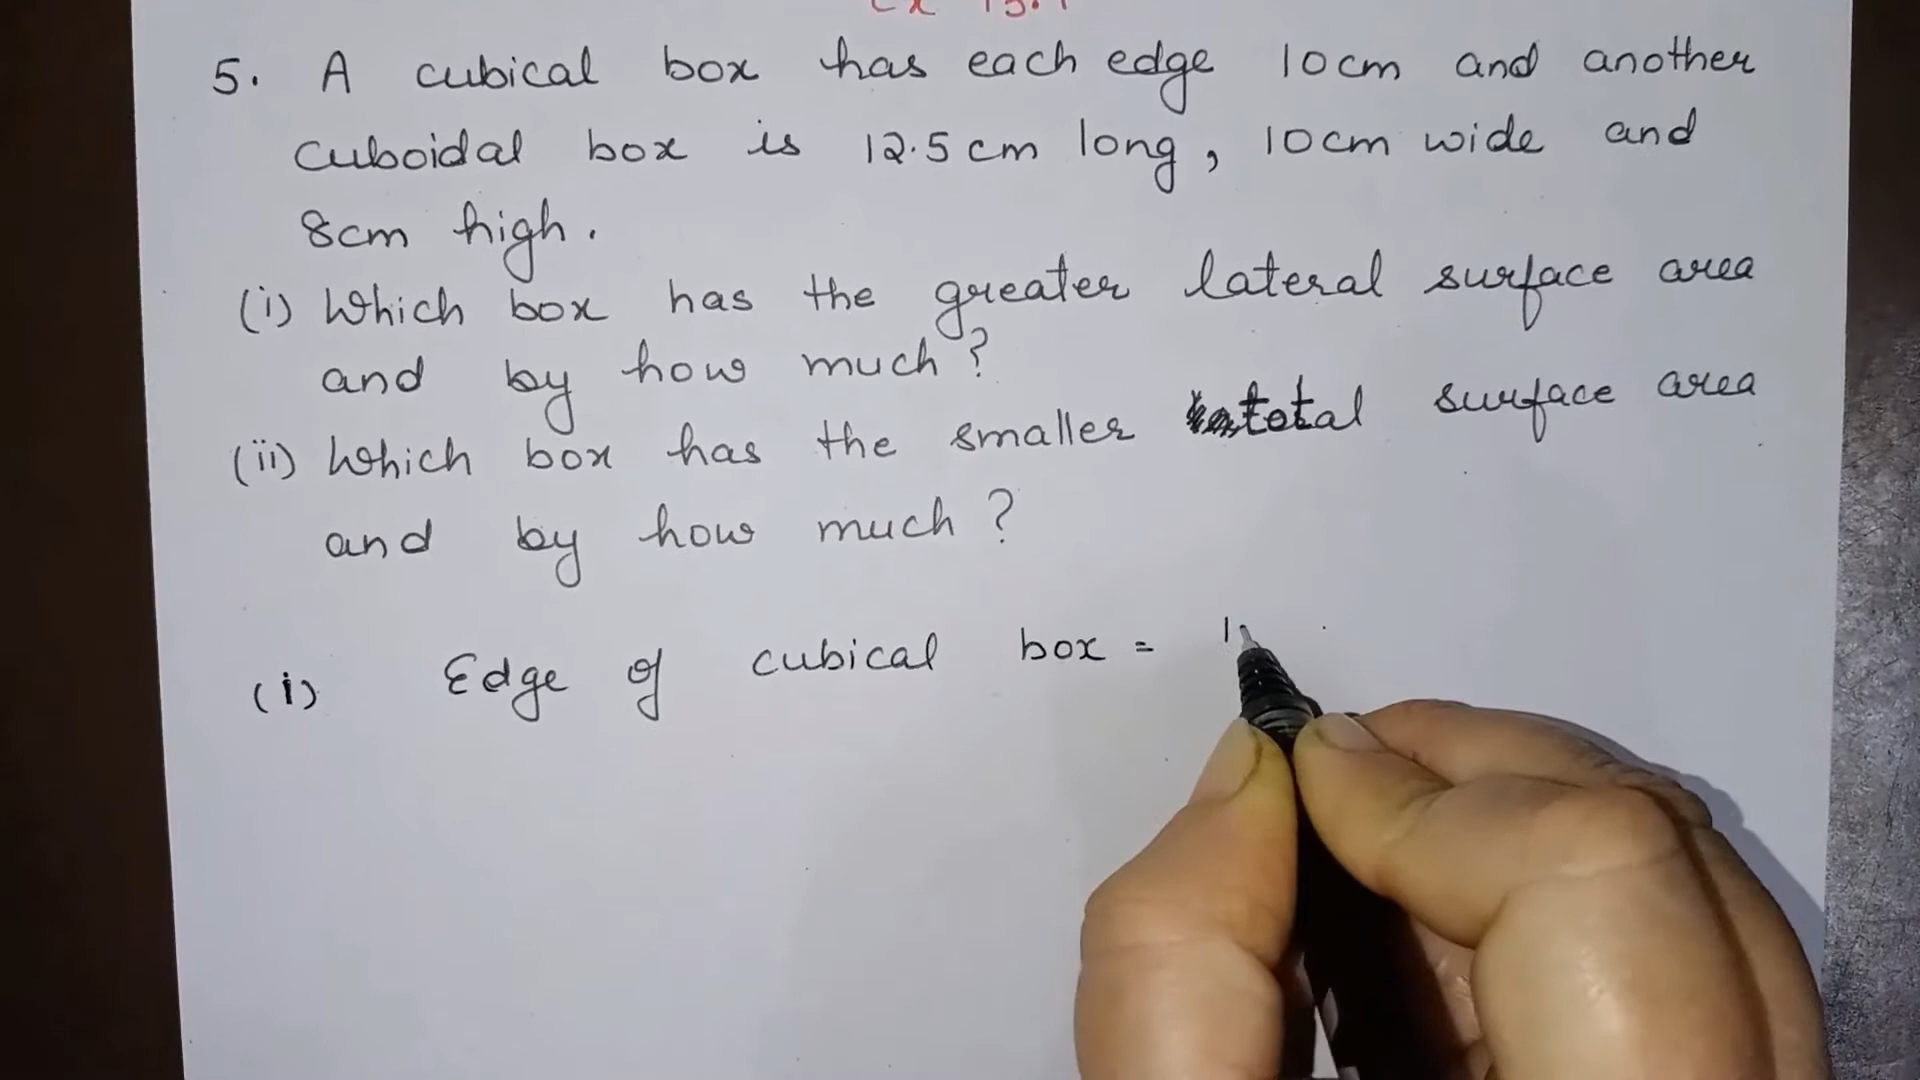 5. A cubical box has each edge 10cm and another
cuboidal box is 12.5cm long, 10cm wide and
8cm high.
(i) Which box has the greater lateral surface area
and by how much?
(ii) Which box has the smaller total surface area
and by how much?
(i) Edge of cubical box = 1